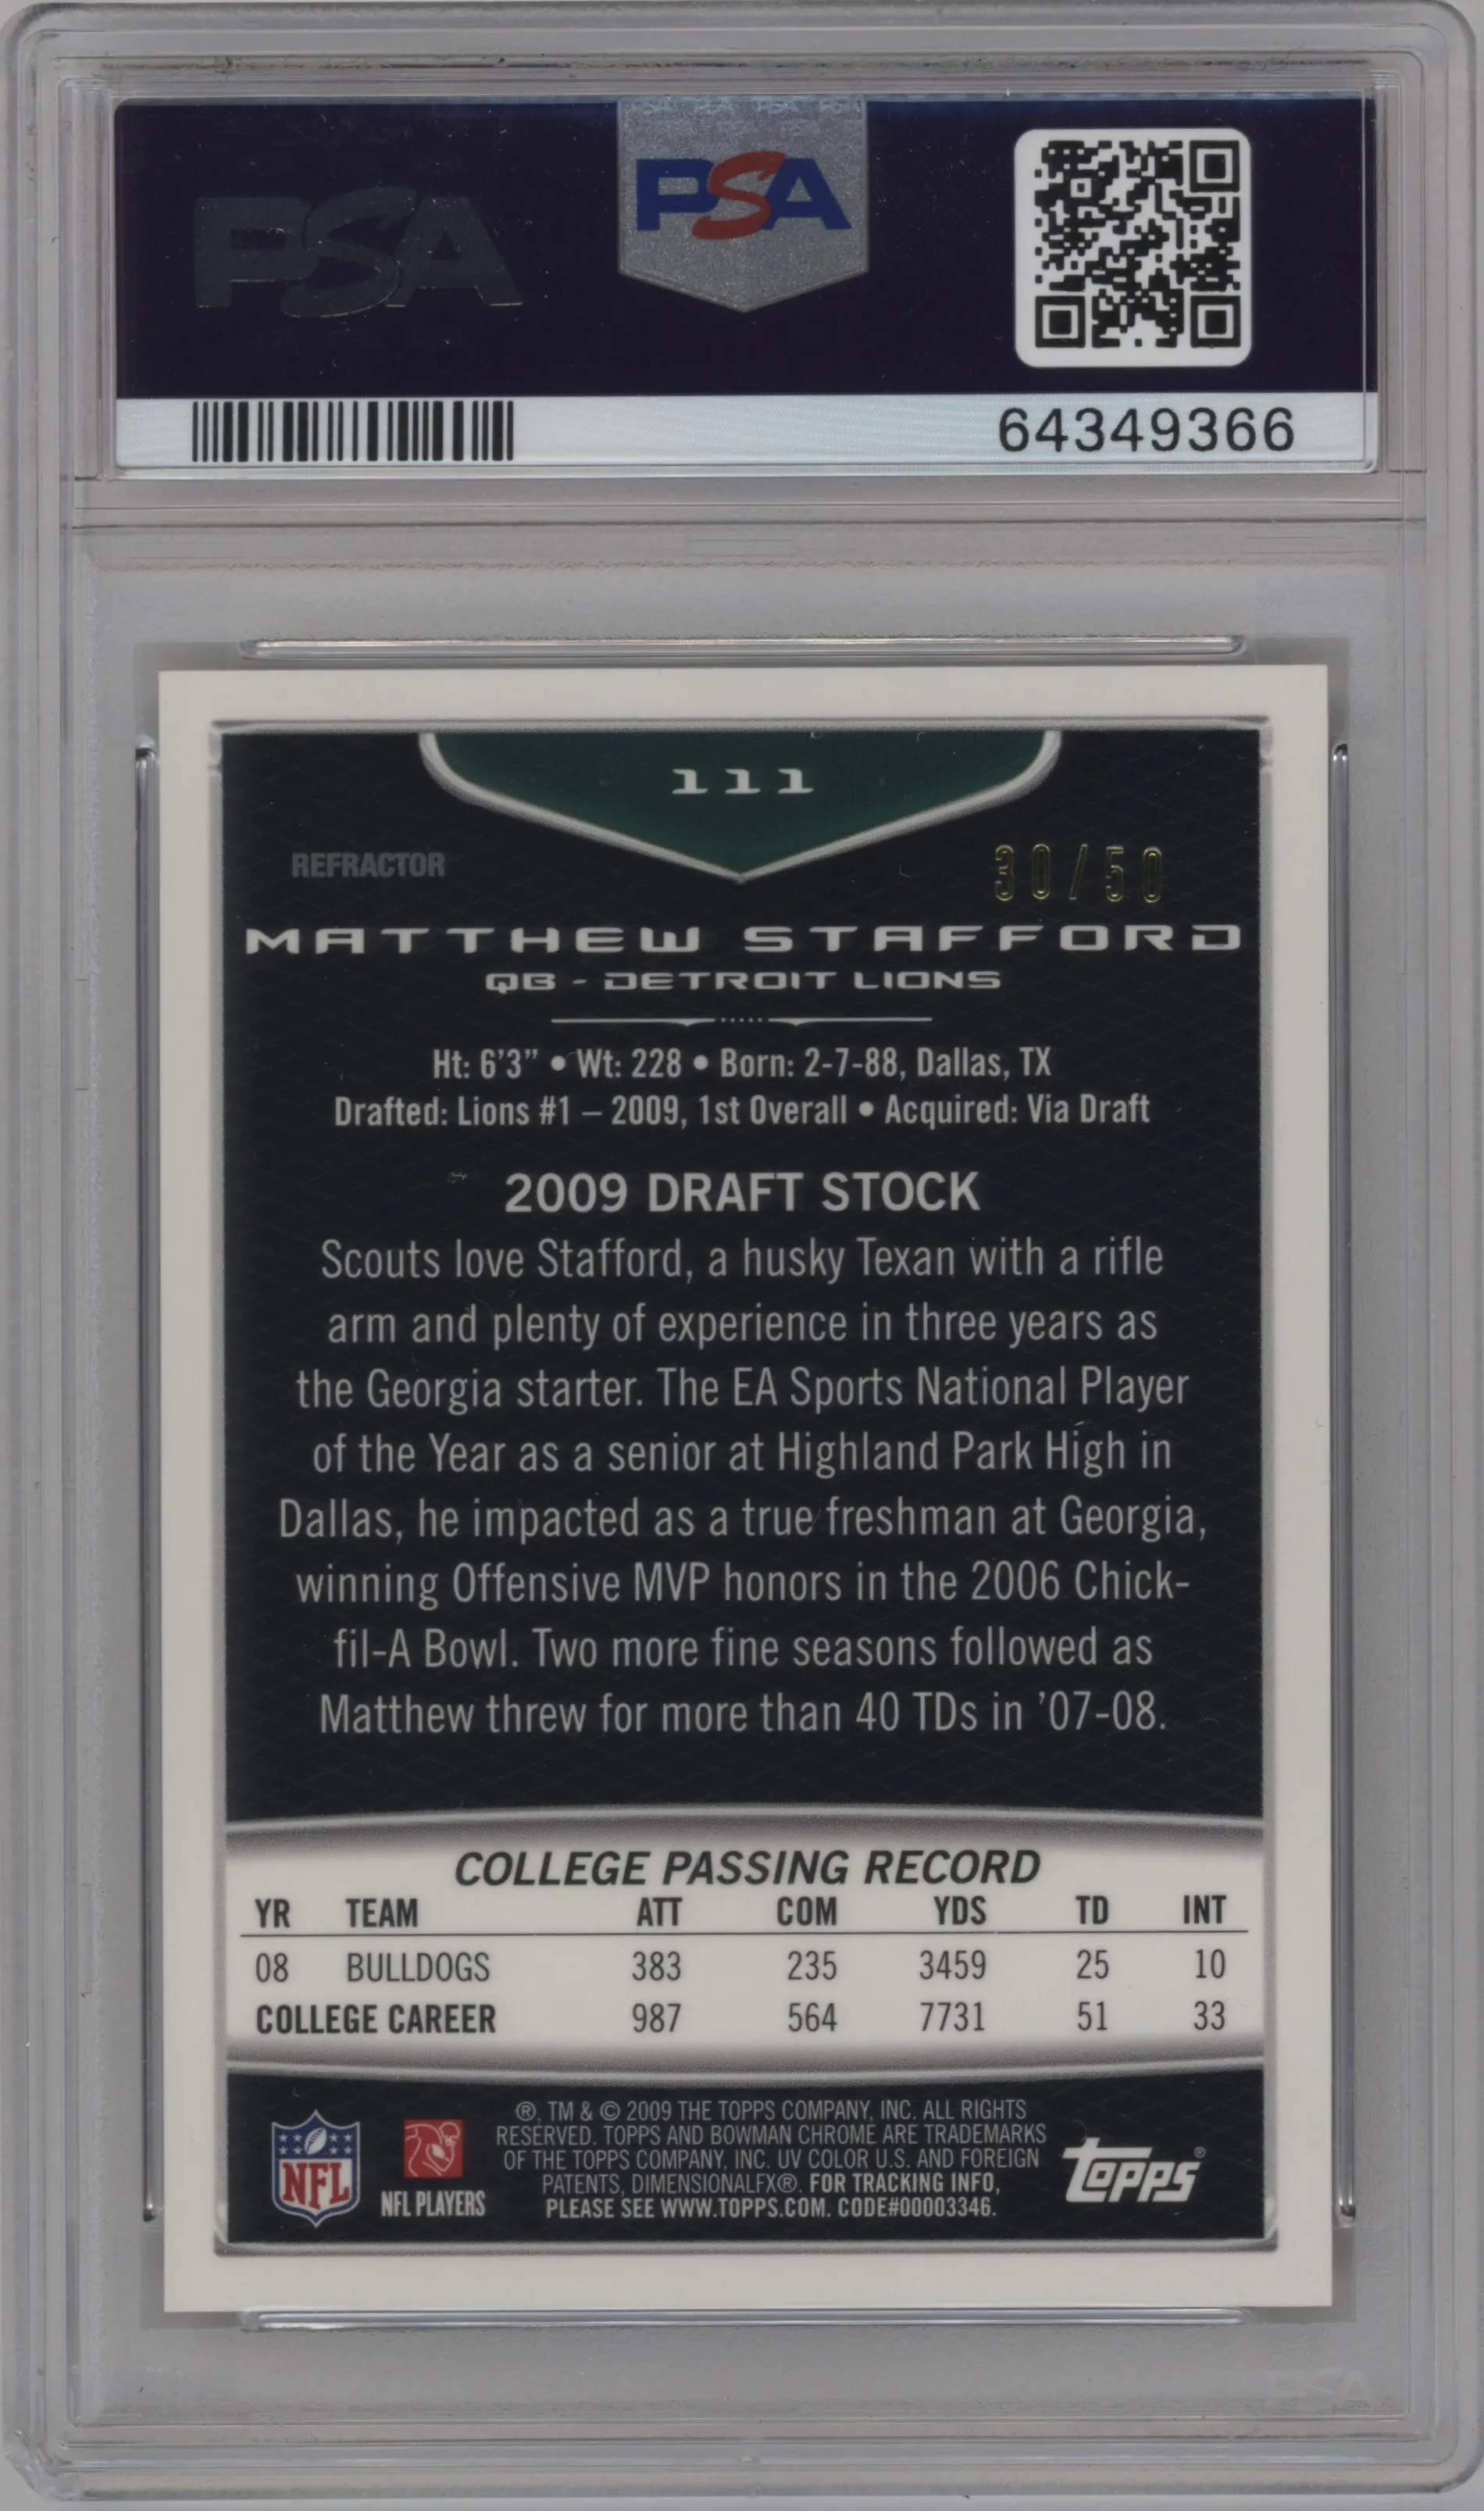 PSA
PSA
64349366
111
REFRACTOR
30/50
MATTHEW STAFFORD
QB - DETROIT LIONS
Ht: 6'3" • Wt: 228 • Born: 2-7-88, Dallas, TX
Drafted: Lions #1 – 2009, 1st Overall • Acquired: Via Draft
2009 DRAFT STOCK
Scouts love Stafford, a husky Texan with a rifle
arm and plenty of experience in three years as
the Georgia starter. The EA Sports National Player
of the Year as a senior at Highland Park High in
Dallas, he impacted as a true freshman at Georgia,
winning Offensive MVP honors in the 2006 Chick-
fil-A Bowl. Two more fine seasons followed as
Matthew threw for more than 40 TDs in '07-08.
COLLEGE PASSING RECORD
YR TEAM ATT COM YDS TD INT
08 BULLDOGS 383 235 3459 25 10
COLLEGE CAREER 987 564 7731 51 33
®, TM & © 2009 THE TOPPS COMPANY, INC. ALL RIGHTS
RESERVED. TOPPS AND BOWMAN CHROME ARE TRADEMARKS
OF THE TOPPS COMPANY, INC. UV COLOR U.S. AND FOREIGN
PATENTS, DIMENSIONALFX®. FOR TRACKING INFO,
PLEASE SEE WWW.TOPPS.COM. CODE#00003346.
NFL
NFL PLAYERS
TOPPS®
PSA